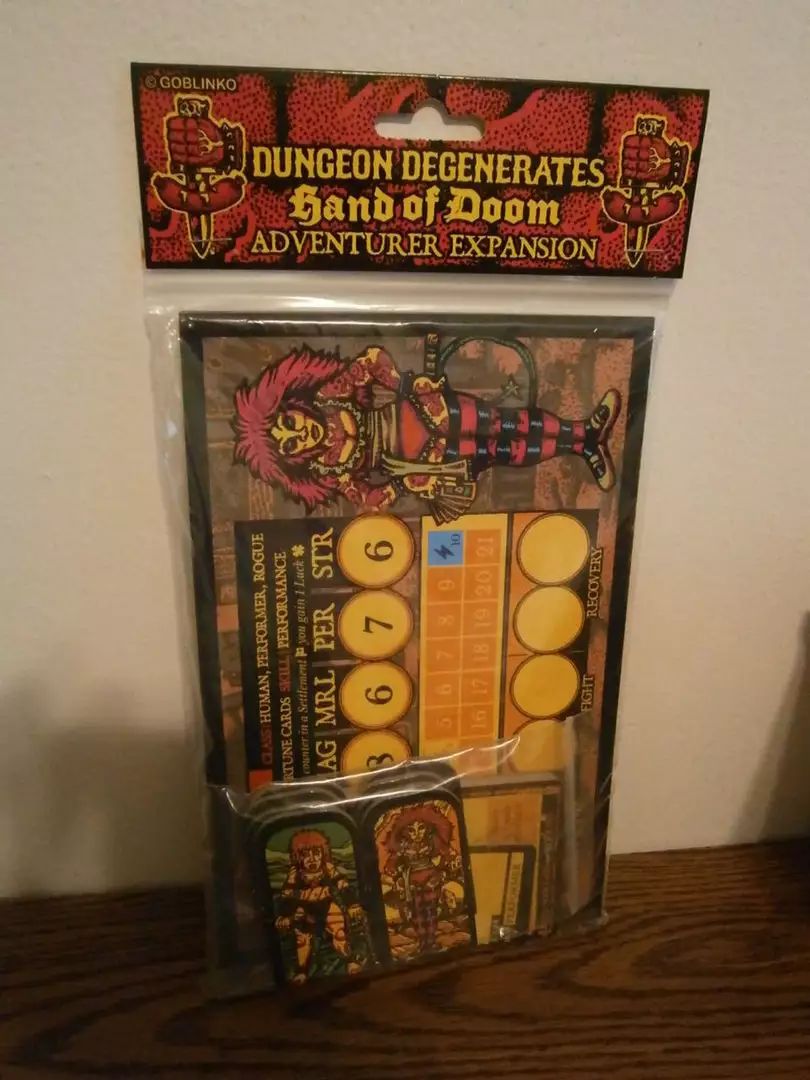 © GOBLINKO
DUNGEON DEGENERATES
Hand of Doom
ADVENTURER EXPANSION
CLASS HUMAN, PERFORMER, ROGUE
RTUNE CARDS SKILL PERFORMANCE
counter in a Settlement you gain 1 Luck
AG MRL PER STR
6 7 6
5 6 7 8 9 10
16 17 18 19 20 21
FIGHT RECOVERY